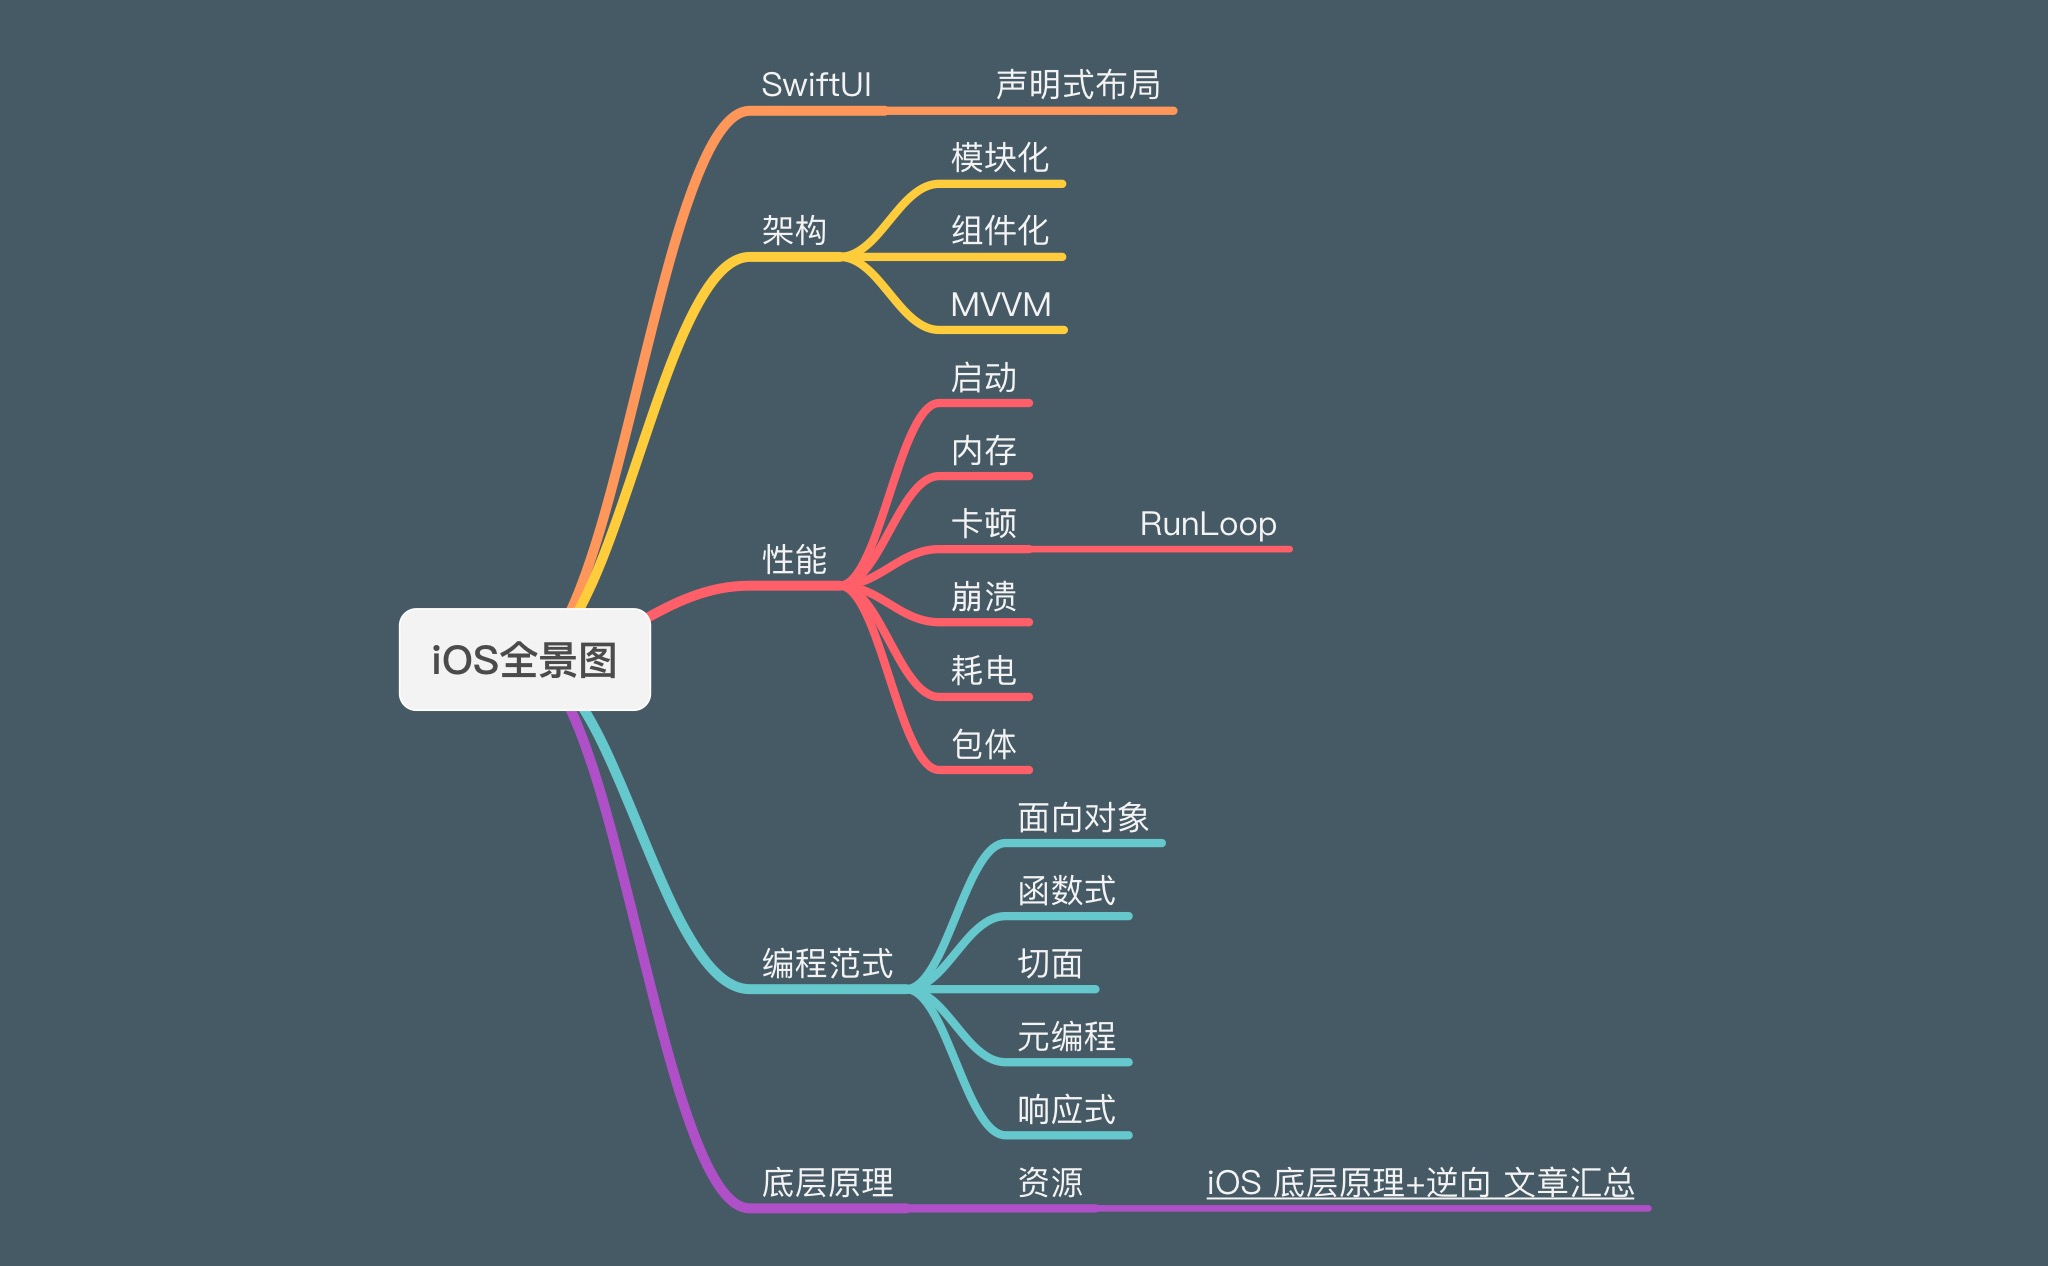 SwiftUI
声明式布局
架构
模块化
组件化
MVVM
iOS全景图
性能
启动
内存
卡顿
RunLoop
崩溃
耗电
包体
编程范式
面向对象
函数式
切面
元编程
响应式
底层原理
资源
iOS 底层原理+逆向 文章汇总